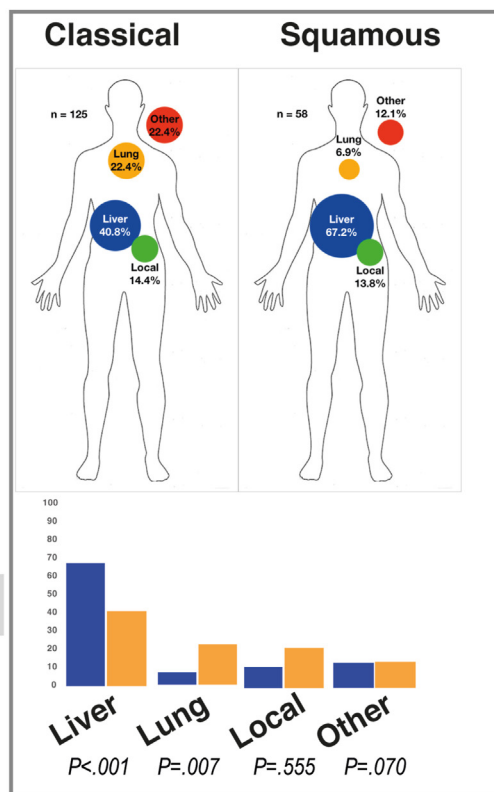 Classical
Squamous
n = 125
Other
22.4%
Lung
22.4%
Liver
40.8%
Local
14.4%
n = 58
Other
12.1%
Lung
6.9%
Liver
67.2%
Local
13.8%
100
90
80
70
60
50
40
30
20
10
0
Liver
Lung
Local
Other
P<.001
P=.007
P=.555
P=.070